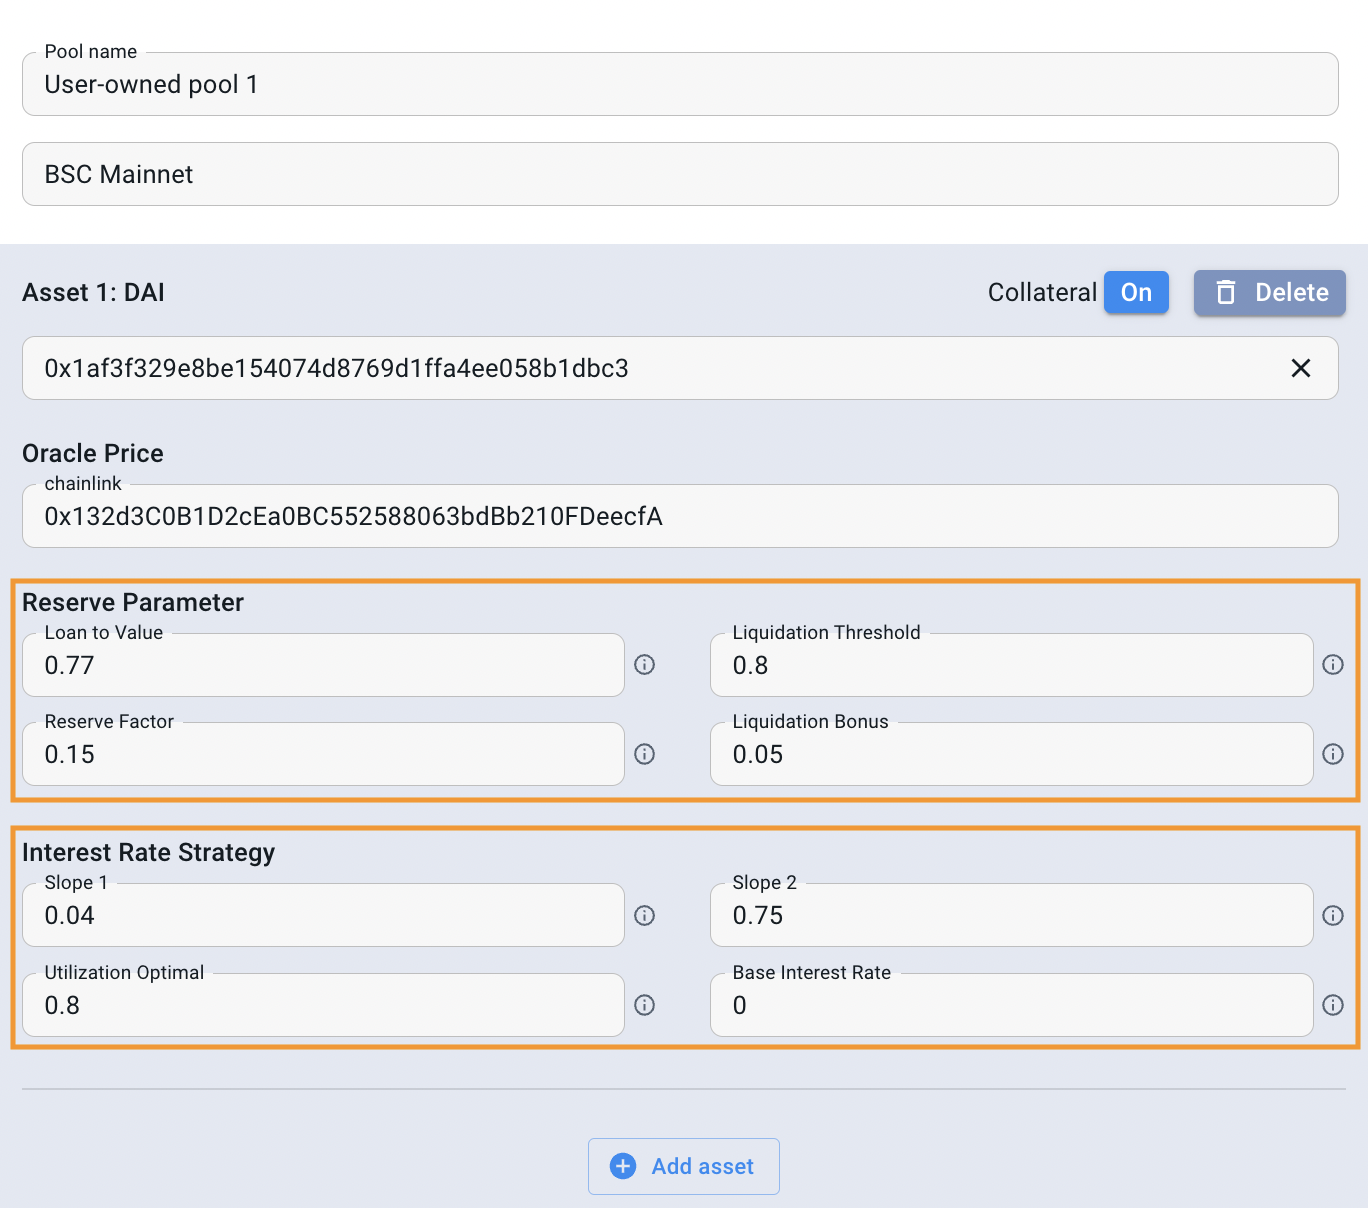 Pool name
User-owned pool 1
BSC Mainnet
Asset 1: DAI
Collateral On Delete
0x1af3f329e8be154074d8769d1ffa4ee058b1dbc3
Oracle Price
chainlink
0x132d3C0B1D2cEa0BC552588063bdBb210FDeecfA
Reserve Parameter
Loan to Value
0.77
Liquidation Threshold
0.8
Reserve Factor
0.15
Liquidation Bonus
0.05
Interest Rate Strategy
Slope 1
0.04
Slope 2
0.75
Utilization Optimal
0.8
Base Interest Rate
0
Add asset